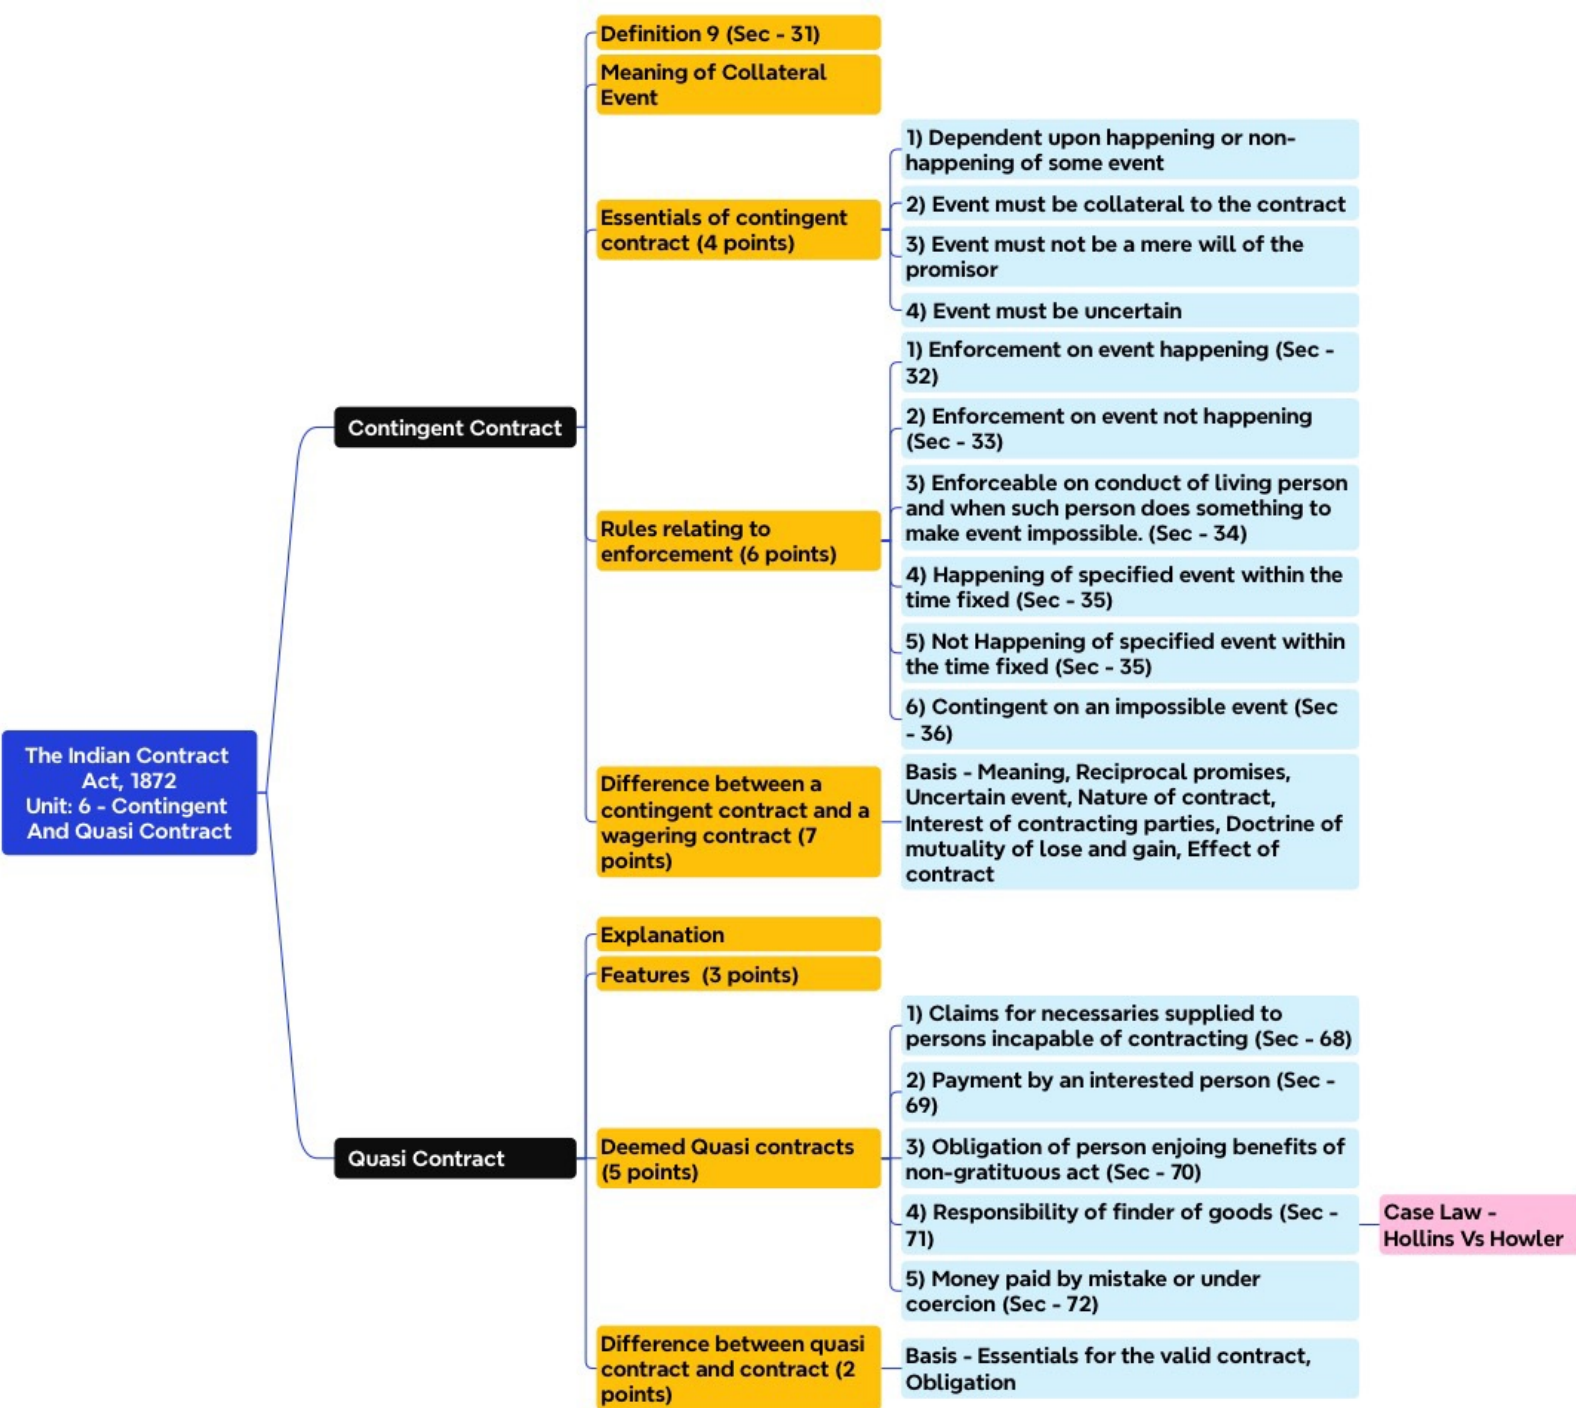 The Indian Contract
Act, 1872
Unit: 6 - Contingent
And Quasi Contract
Contingent Contract
Definition 9 (Sec - 31)
Meaning of Collateral
Event
Essentials of contingent
contract (4 points)
1) Dependent upon happening or non-
happening of some event
2) Event must be collateral to the contract
3) Event must not be a mere will of the
promisor
4) Event must be uncertain
Rules relating to
enforcement (6 points)
1) Enforcement on event happening (Sec -
32)
2) Enforcement on event not happening
(Sec - 33)
3) Enforceable on conduct of living person
and when such person does something to
make event impossible. (Sec - 34)
4) Happening of specified event within the
time fixed (Sec - 35)
5) Not Happening of specified event within
the time fixed (Sec - 35)
6) Contingent on an impossible event (Sec
- 36)
Difference between a
contingent contract and a
wagering contract (7
points)
Basis - Meaning, Reciprocal promises,
Uncertain event, Nature of contract,
Interest of contracting parties, Doctrine of
mutuality of lose and gain, Effect of
contract
Quasi Contract
Explanation
Features (3 points)
Deemed Quasi contracts
(5 points)
1) Claims for necessaries supplied to
persons incapable of contracting (Sec - 68)
2) Payment by an interested person (Sec -
69)
3) Obligation of person enjoing benefits of
non-gratituous act (Sec - 70)
4) Responsibility of finder of goods (Sec -
71)
Case Law -
Hollins Vs Howler
5) Money paid by mistake or under
coercion (Sec - 72)
Difference between quasi
contract and contract (2
points)
Basis - Essentials for the valid contract,
Obligation